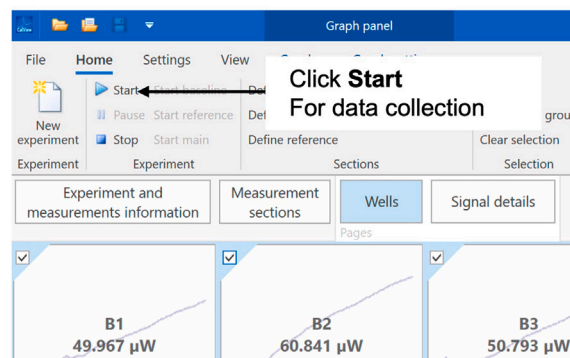 Graph panel
File Home Settings View
Click Start
For data collection
Start
Pause Start reference
New
experiment
Stop Start main
Define reference
Clear selection
Experiment Experiment Sections Selection
Experiment and
measurements information
Measurement
sections
Wells
Signal details
Pages
B1
49.967 µW
B2
60.841 µW
B3
50.793 µW